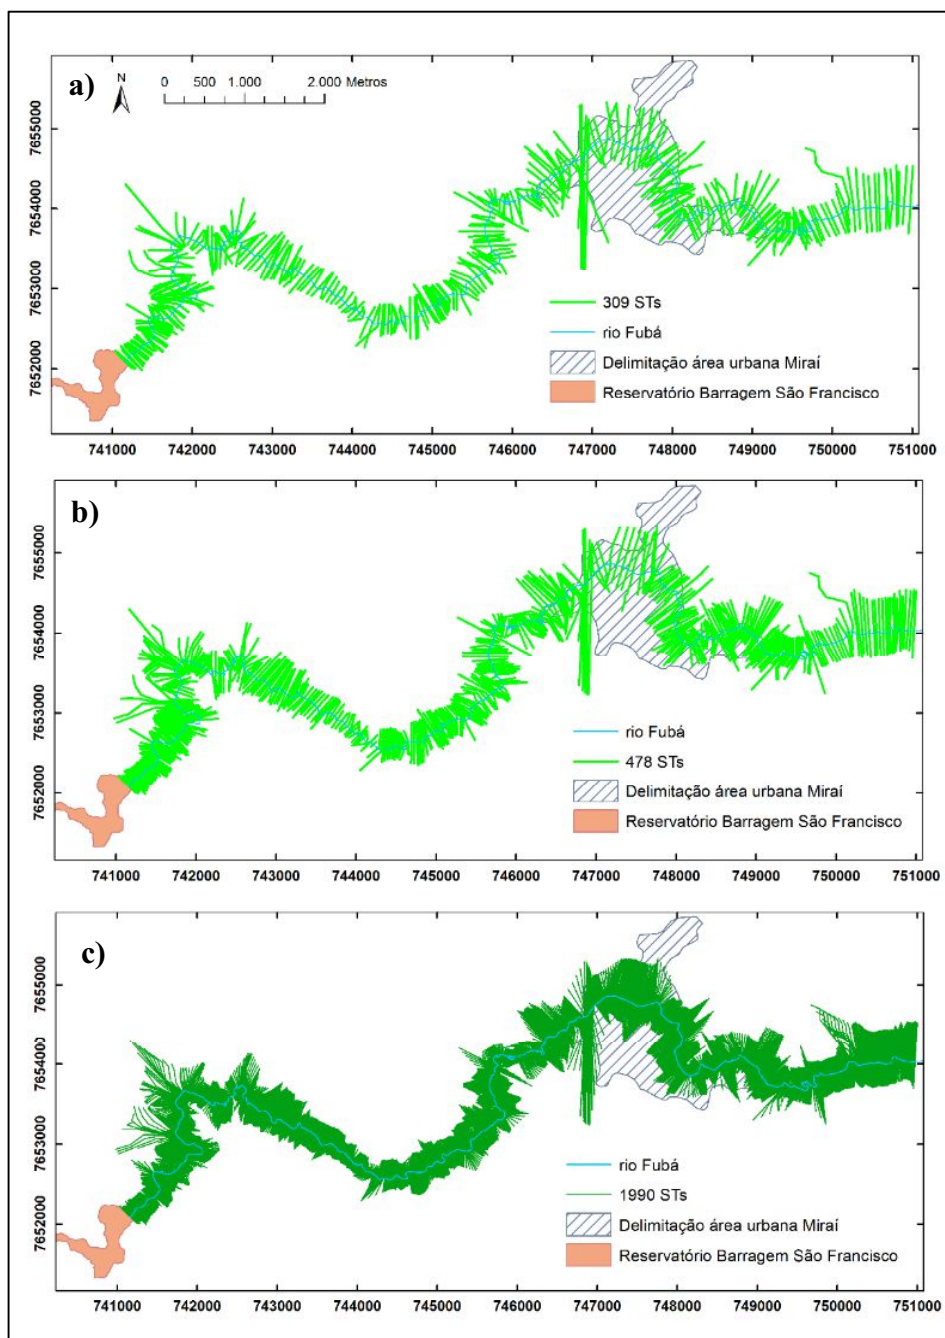 a)
N
0 500 1.000 2.000 Metros
7655000
7654000
7653000
7652000
309 STs
rio Fubá
Delimitação área urbana Miraí
Reservatório Barragem São Francisco
741000 742000 743000 744000 745000 746000 747000 748000 749000 750000 751000
b)
7655000
7654000
7653000
7652000
rio Fubá
478 STs
Delimitação área urbana Miraí
Reservatório Barragem São Francisco
741000 742000 743000 744000 745000 746000 747000 748000 749000 750000 751000
c)
7655000
7654000
7653000
7652000
rio Fubá
1990 STs
Delimitação área urbana Miraí
Reservatório Barragem São Francisco
741000 742000 743000 744000 745000 746000 747000 748000 749000 750000 751000